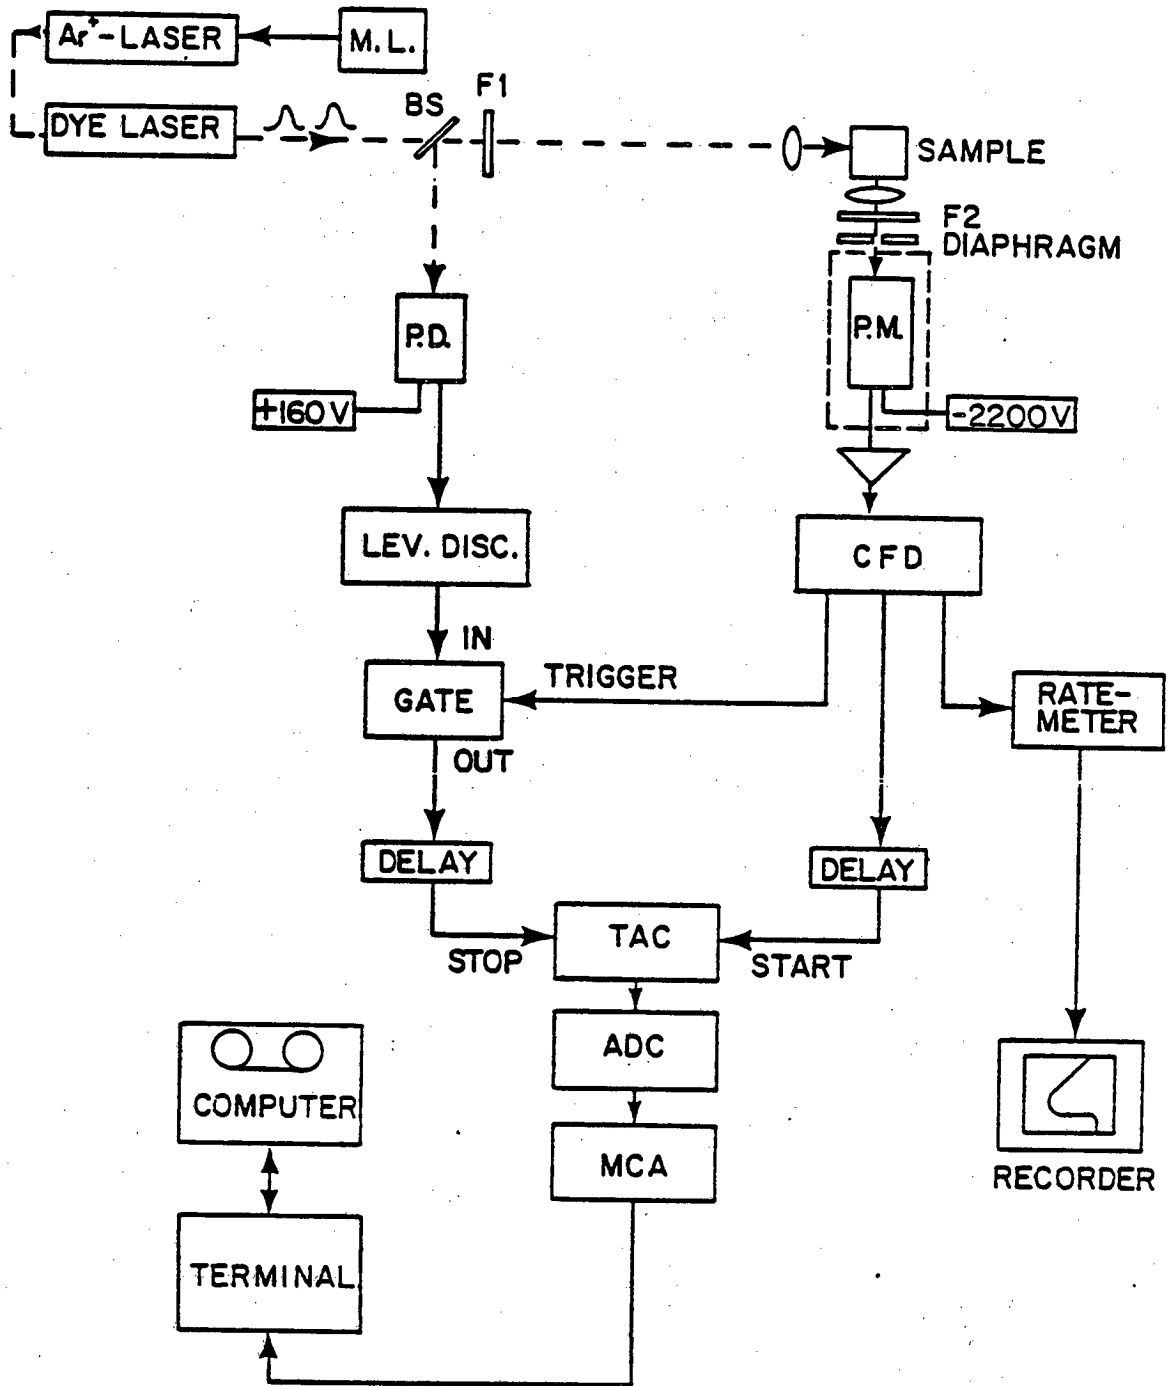 Ar+-LASER
M.L.
DYE LASER
BS
F1
SAMPLE
F2
DIAPHRAGM
P.D.
P.M.
+160V
-2200V
LEV. DISC.
CFD
IN
TRIGGER
GATE
RATE-
METER
OUT
DELAY
DELAY
TAC
STOP
START
ADC
COMPUTER
MCA
RECORDER
TERMINAL